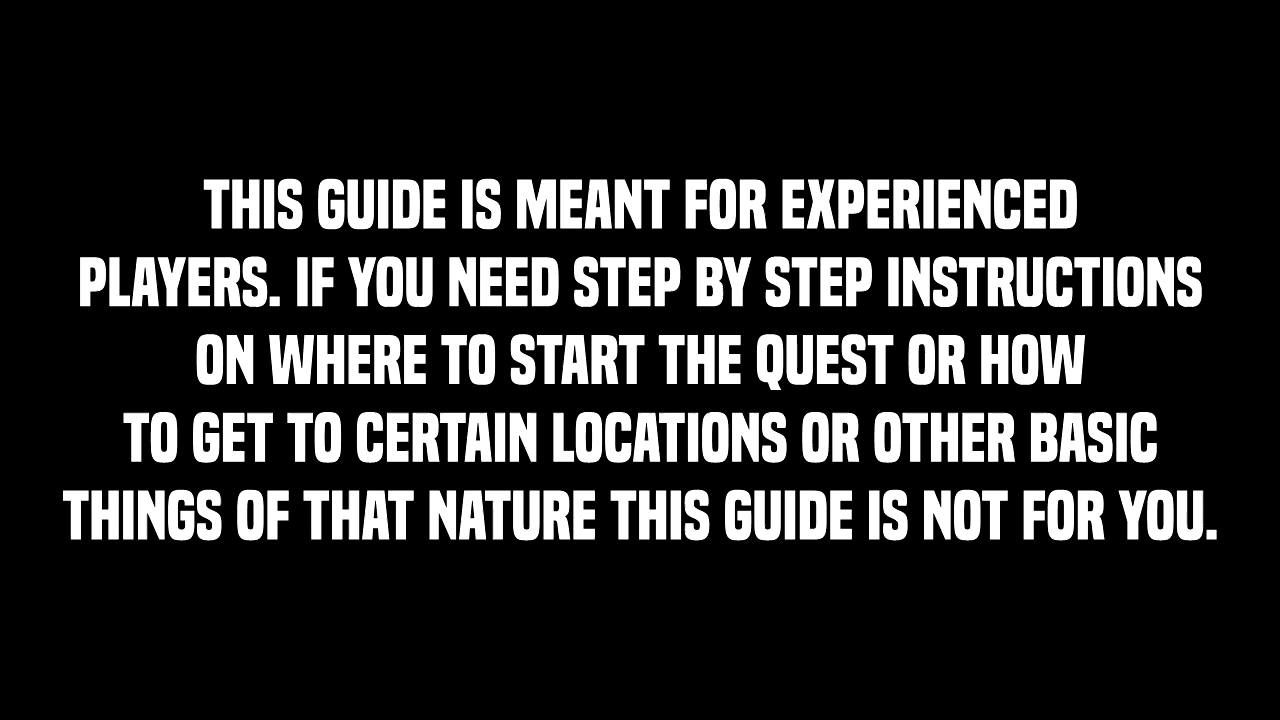 THIS GUIDE IS MEANT FOR EXPERIENCED
PLAYERS. IF YOU NEED STEP BY STEP INSTRUCTIONS
ON WHERE TO START THE QUEST OR HOW
TO GET TO CERTAIN LOCATIONS OR OTHER BASIC
THINGS OF THAT NATURE THIS GUIDE IS NOT FOR YOU.